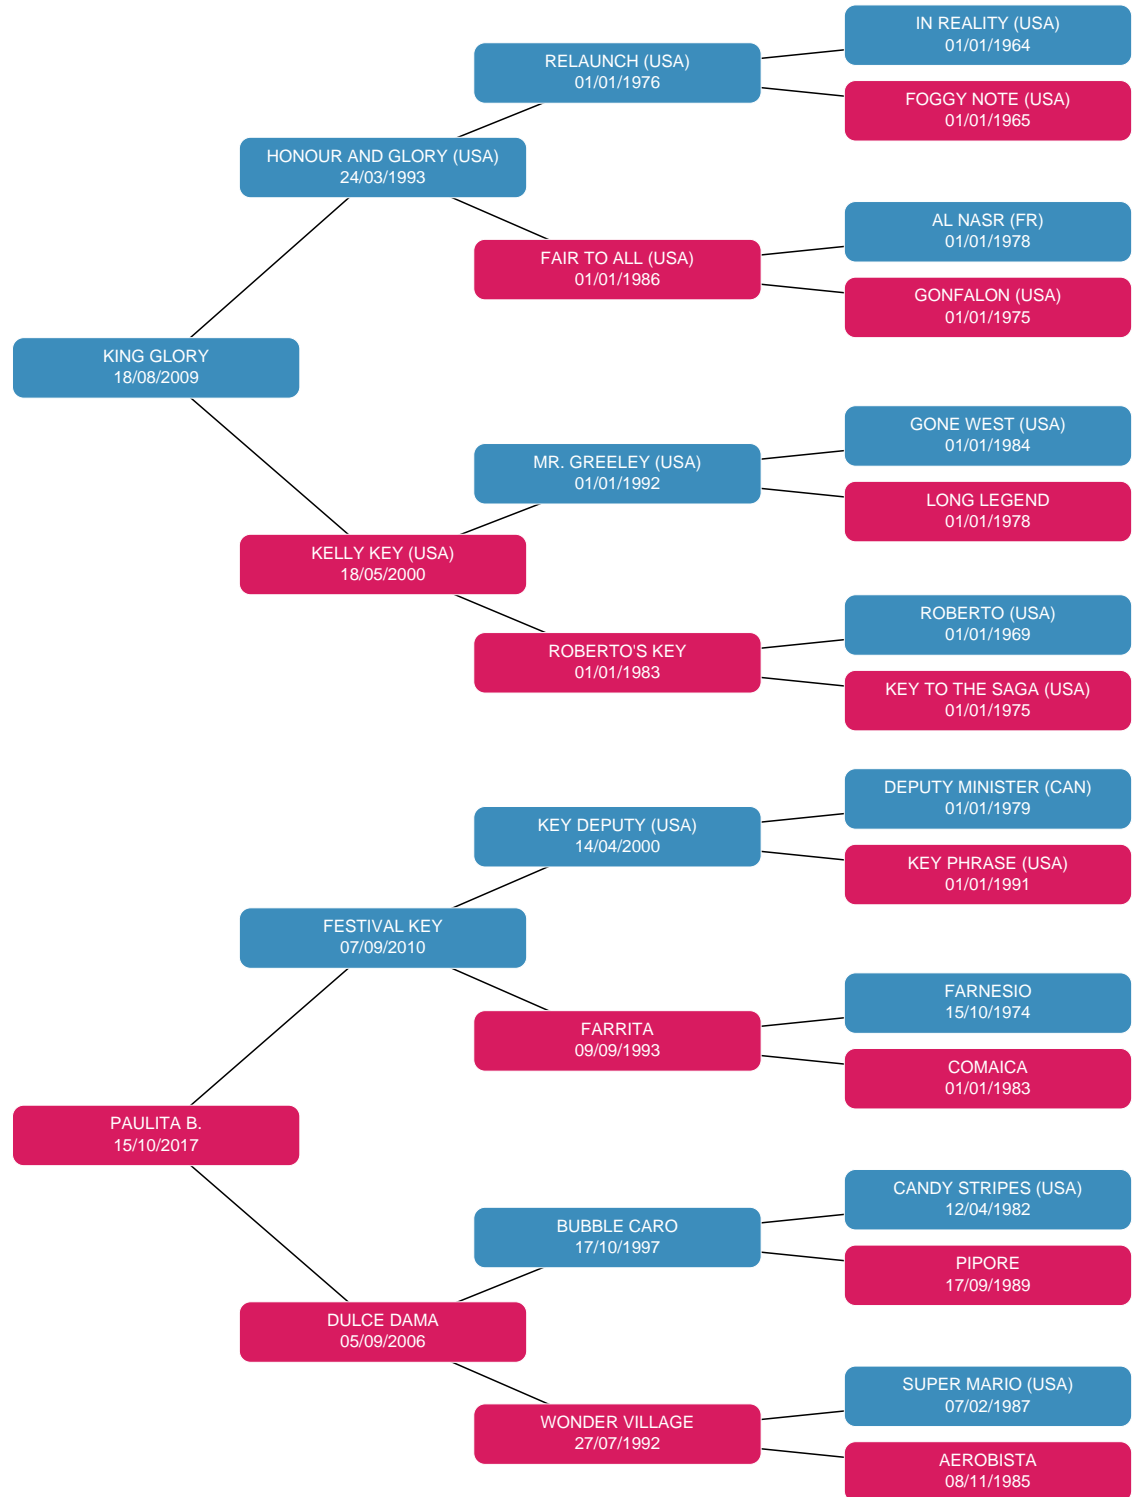 IN REALITY (USA)
01/01/1964
RELAUNCH (USA)
01/01/1976
FOGGY NOTE (USA)
01/01/1965
HONOUR AND GLORY (USA)
24/03/1993
AL NASR (FR)
01/01/1978
FAIR TO ALL (USA)
01/01/1986
GONFALON (USA)
01/01/1975
KING GLORY
18/08/2009
GONE WEST (USA)
01/01/1984
MR. GREELEY (USA)
01/01/1992
LONG LEGEND
01/01/1978
KELLY KEY (USA)
18/05/2000
ROBERTO (USA)
01/01/1969
ROBERTO'S KEY
01/01/1983
KEY TO THE SAGA (USA)
01/01/1975
DEPUTY MINISTER (CAN)
01/01/1979
KEY DEPUTY (USA)
14/04/2000
KEY PHRASE (USA)
01/01/1991
FESTIVAL KEY
07/09/2010
FARNESIO
15/10/1974
FARRITA
09/09/1993
COMAICA
01/01/1983
PAULITA B.
15/10/2017
CANDY STRIPES (USA)
12/04/1982
BUBBLE CARO
17/10/1997
PIPORE
17/09/1989
DULCE DAMA
05/09/2006
SUPER MARIO (USA)
07/02/1987
WONDER VILLAGE
27/07/1992
AEROBISTA
08/11/1985